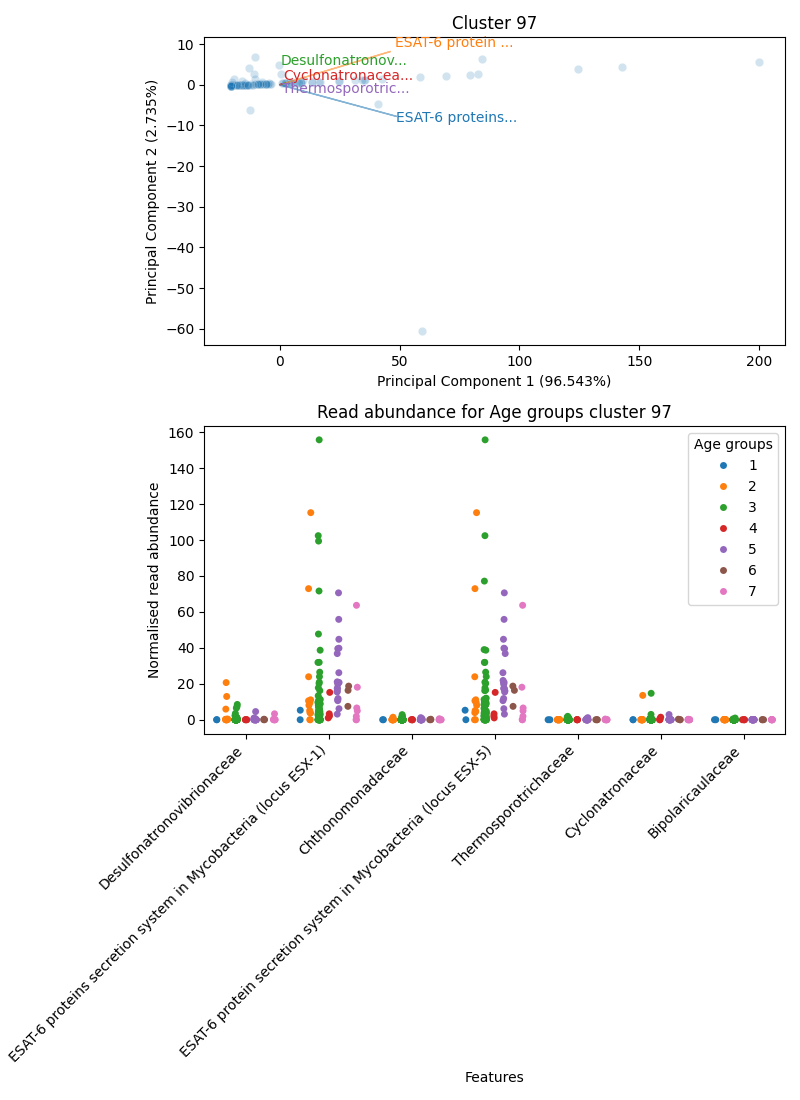 Cluster 97
10
0
−10
−20
−30
−40
−50
−60
Principal Component 2 (2.735%)
ESAT-6 protein ...
Desulfonatronov...
Cyclonatronacea...
Thermosporotric...
ESAT-6 proteins...
0
50
100
150
200
Principal Component 1 (96.543%)
Read abundance for Age groups cluster 97
160
140
120
100
80
60
40
20
0
Normalised read abundance
Age groups
1
2
3
4
5
6
7
Desulfonatronovibrionaceae
ESAT-6 proteins secretion system in Mycobacteria (locus ESX-1)
Chthonomonadaceae
ESAT-6 protein secretion system in Mycobacteria (locus ESX-5)
Thermosporotrichaceae
Cyclonatronaceae
Bipolaricaulaceae
Features